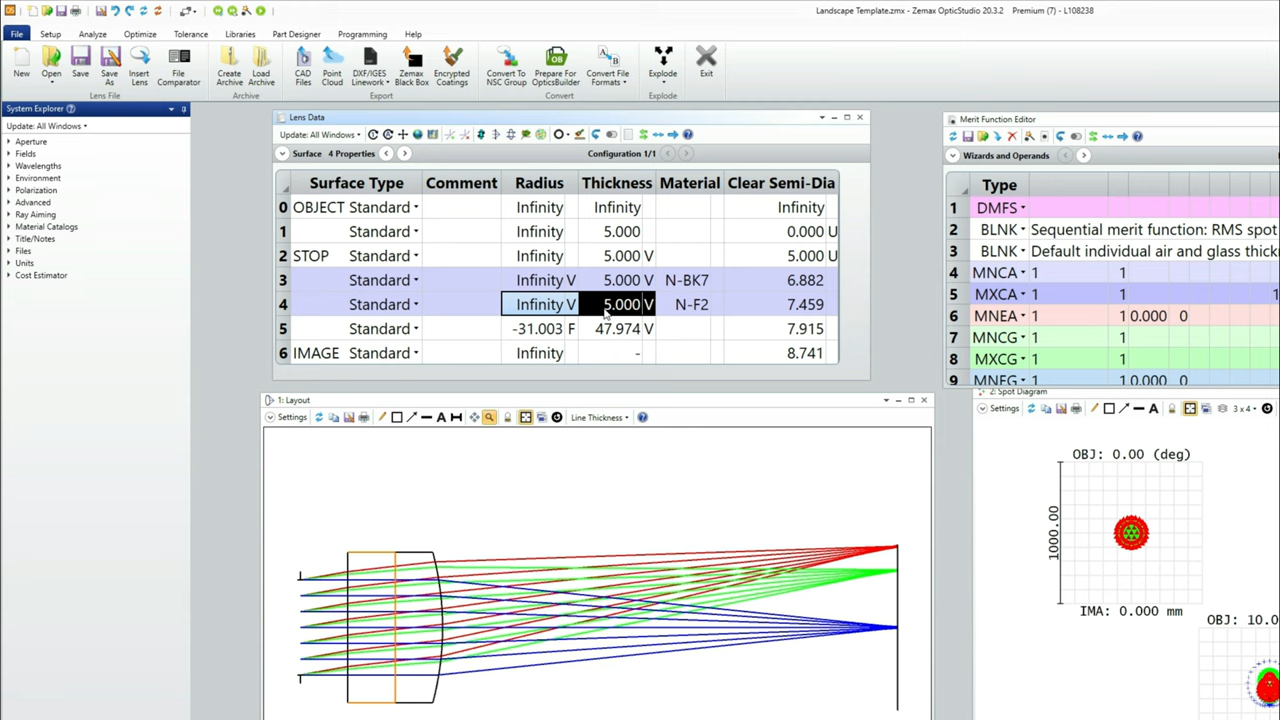 Landscape Template.zmx - Zemax OpticStudio 20.3.2 Premium (7) - L108238
File Setup Analyze Optimize Tolerance Libraries Part Designer Programming Help
New Open Save Save As Insert Lens File Comparator Create Archive Load Archive CAD Files Point Cloud DXF/IGES Linework Zemax Black Box Encrypted Coatings Convert To NSC Group Prepare For OpticsBuilder Convert File Formats Explode Exit
Lens File Archive Export Convert Explode
System Explorer
Update: All Windows
Aperture
Fields
Wavelengths
Environment
Polarization
Advanced
Ray Aiming
Material Catalogs
Title/Notes
Files
Units
Cost Estimator
Lens Data
Update: All Windows
Surface 4 Properties Configuration 1/1
Surface Type Comment Radius Thickness Material Clear Semi-Dia
0 OBJECT Standard Infinity Infinity Infinity
1 Standard Infinity 5.000 0.000 U
2 STOP Standard Infinity 5.000 V 5.000 U
3 Standard Infinity V 5.000 V N-BK7 6.882
4 Standard Infinity V 5.000 V N-F2 7.459
5 Standard -31.003 F 47.974 V 7.915
6 IMAGE Standard Infinity - 8.741
Merit Function Editor
Wizards and Operands
Type
1 DMFS
2 BLNK Sequential merit function: RMS spot
3 BLNK Default individual air and glass thick
4 MNCA 1 1
5 MXCA 1 1 1
6 MNEA 1 1 0.000 0
7 MNCG 1 1
8 MXCG 1 1
9 MNEG 1 1 0.000 0
1: Layout
Settings Line Thickness
2: Spot Diagram
Settings 3 x 4
OBJ: 0.00 (deg)
1000.00
IMA: 0.000 mm
OBJ: 10.0